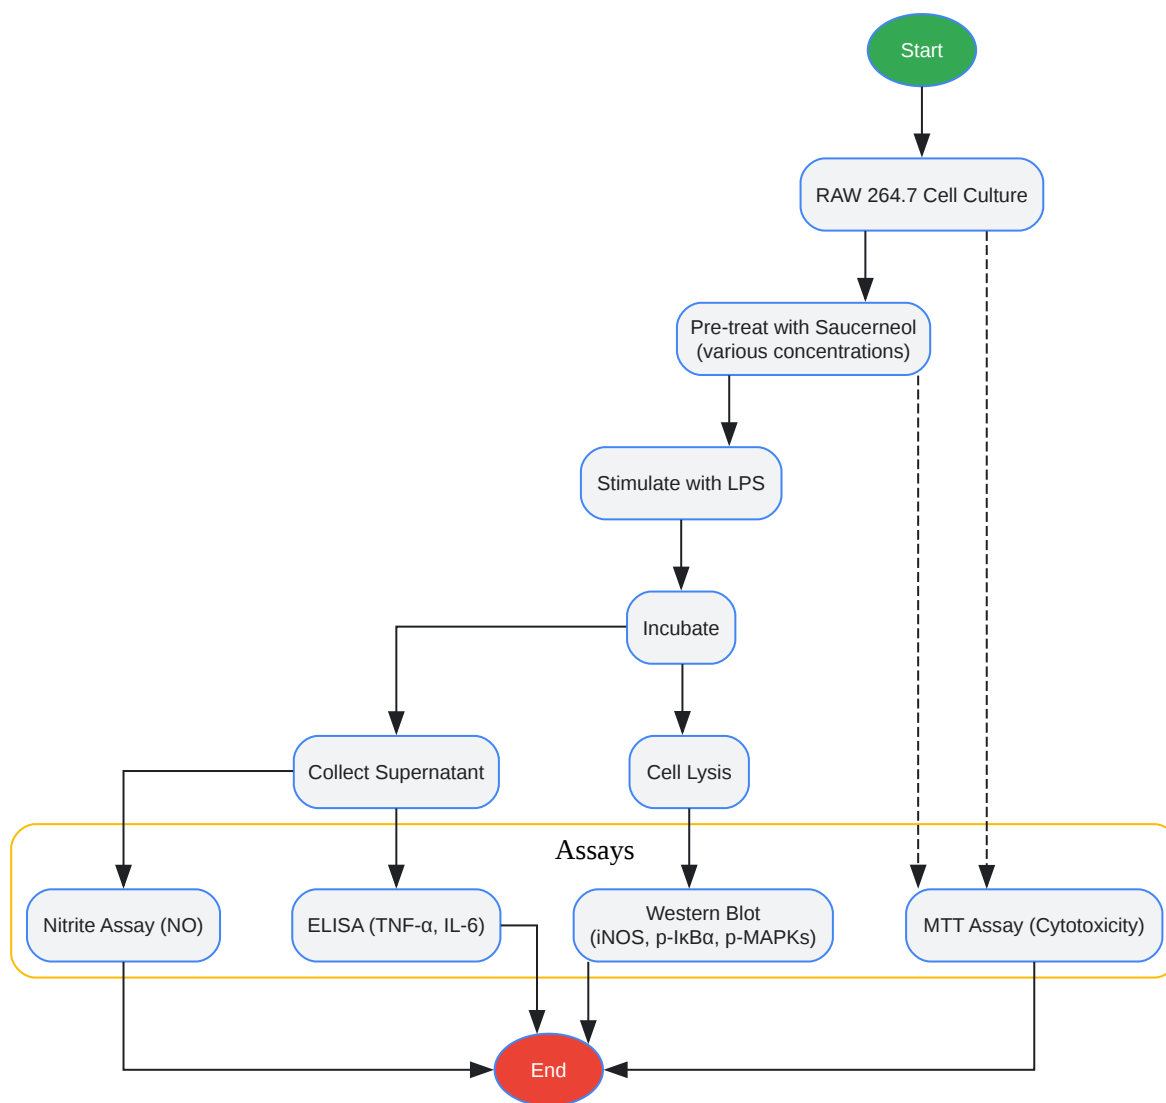 Start
RAW 264.7 Cell Culture
Pre-treat with Saucerneol
(various concentrations)
Stimulate with LPS
Incubate
Collect Supernatant
Cell Lysis
Assays
Nitrite Assay (NO)
ELISA (TNF-α, IL-6)
Western Blot
(iNOS, p-IκBα, p-MAPKs)
MTT Assay (Cytotoxicity)
End